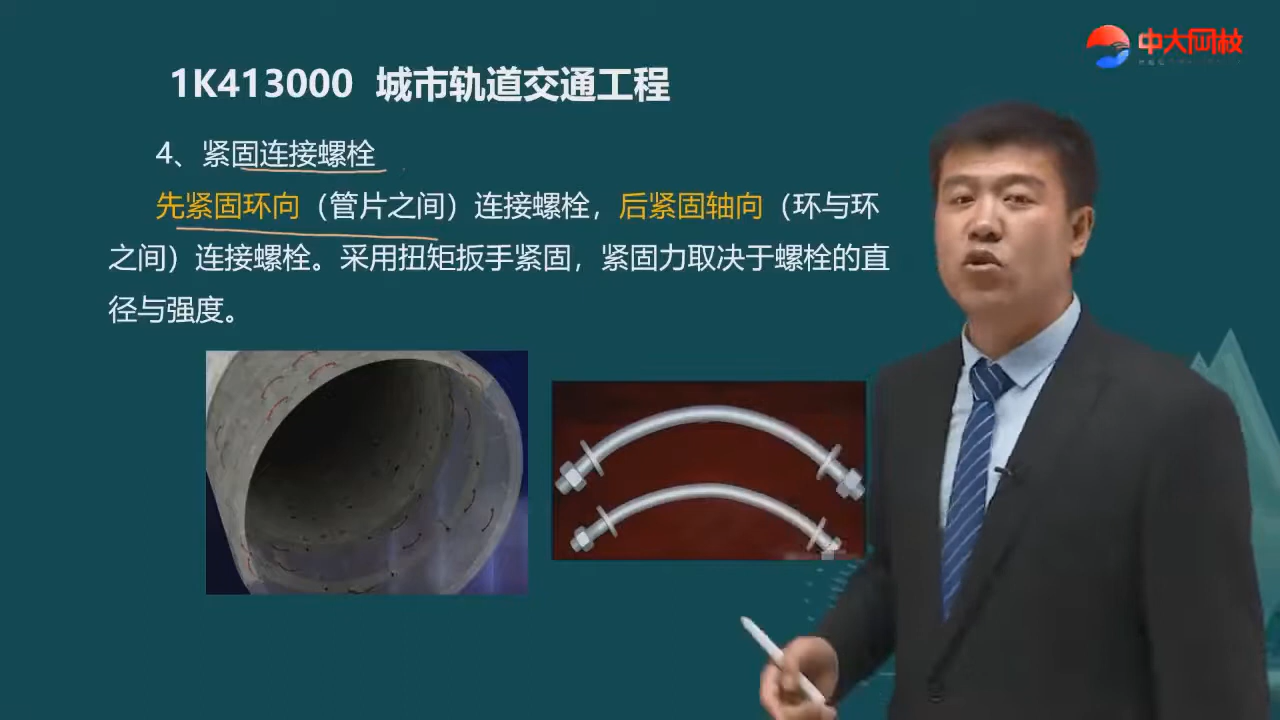 中大网校
1K413000 城市轨道交通工程
4、紧固连接螺栓
先紧固环向（管片之间）连接螺栓，后紧固轴向（环与环
之间）连接螺栓。采用扭矩扳手紧固，紧固力取决于螺栓的直
径与强度。